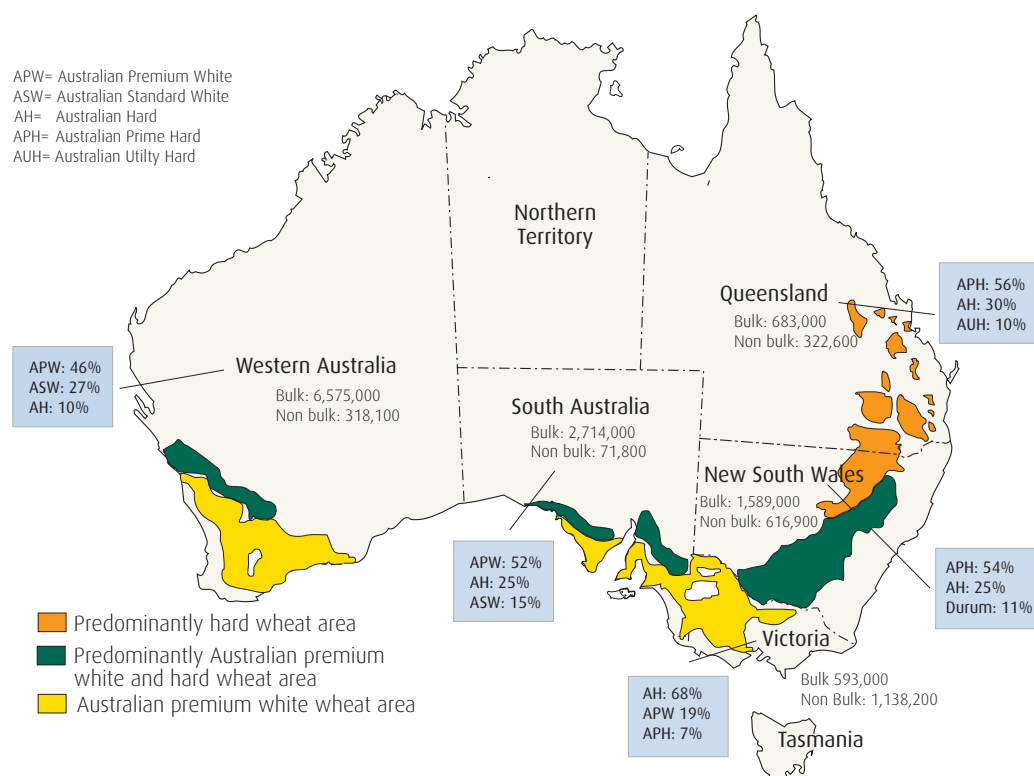 APW= Australian Premium White
ASW= Australian Standard White
AH= Australian Hard
APH= Australian Prime Hard
AUH= Australian Utilty Hard
Northern
Territory
Queensland
Bulk: 683,000
Non bulk: 322,600
APH: 56%
AH: 30%
AUH: 10%
APW: 46%
ASW: 27%
AH: 10%
Western Australia
Bulk: 6,575,000
Non bulk: 318,100
South Australia
Bulk: 2,714,000
Non bulk: 71,800
New South Wales
Bulk: 1,589,000
Non bulk: 616,900
APW: 52%
AH: 25%
ASW: 15%
APH: 54%
AH: 25%
Durum: 11%
Predominantly hard wheat area
Predominantly Australian premium
white and hard wheat area
Australian premium white wheat area
Victoria
Bulk 593,000
Non Bulk: 1,138,200
AH: 68%
APW 19%
APH: 7%
Tasmania